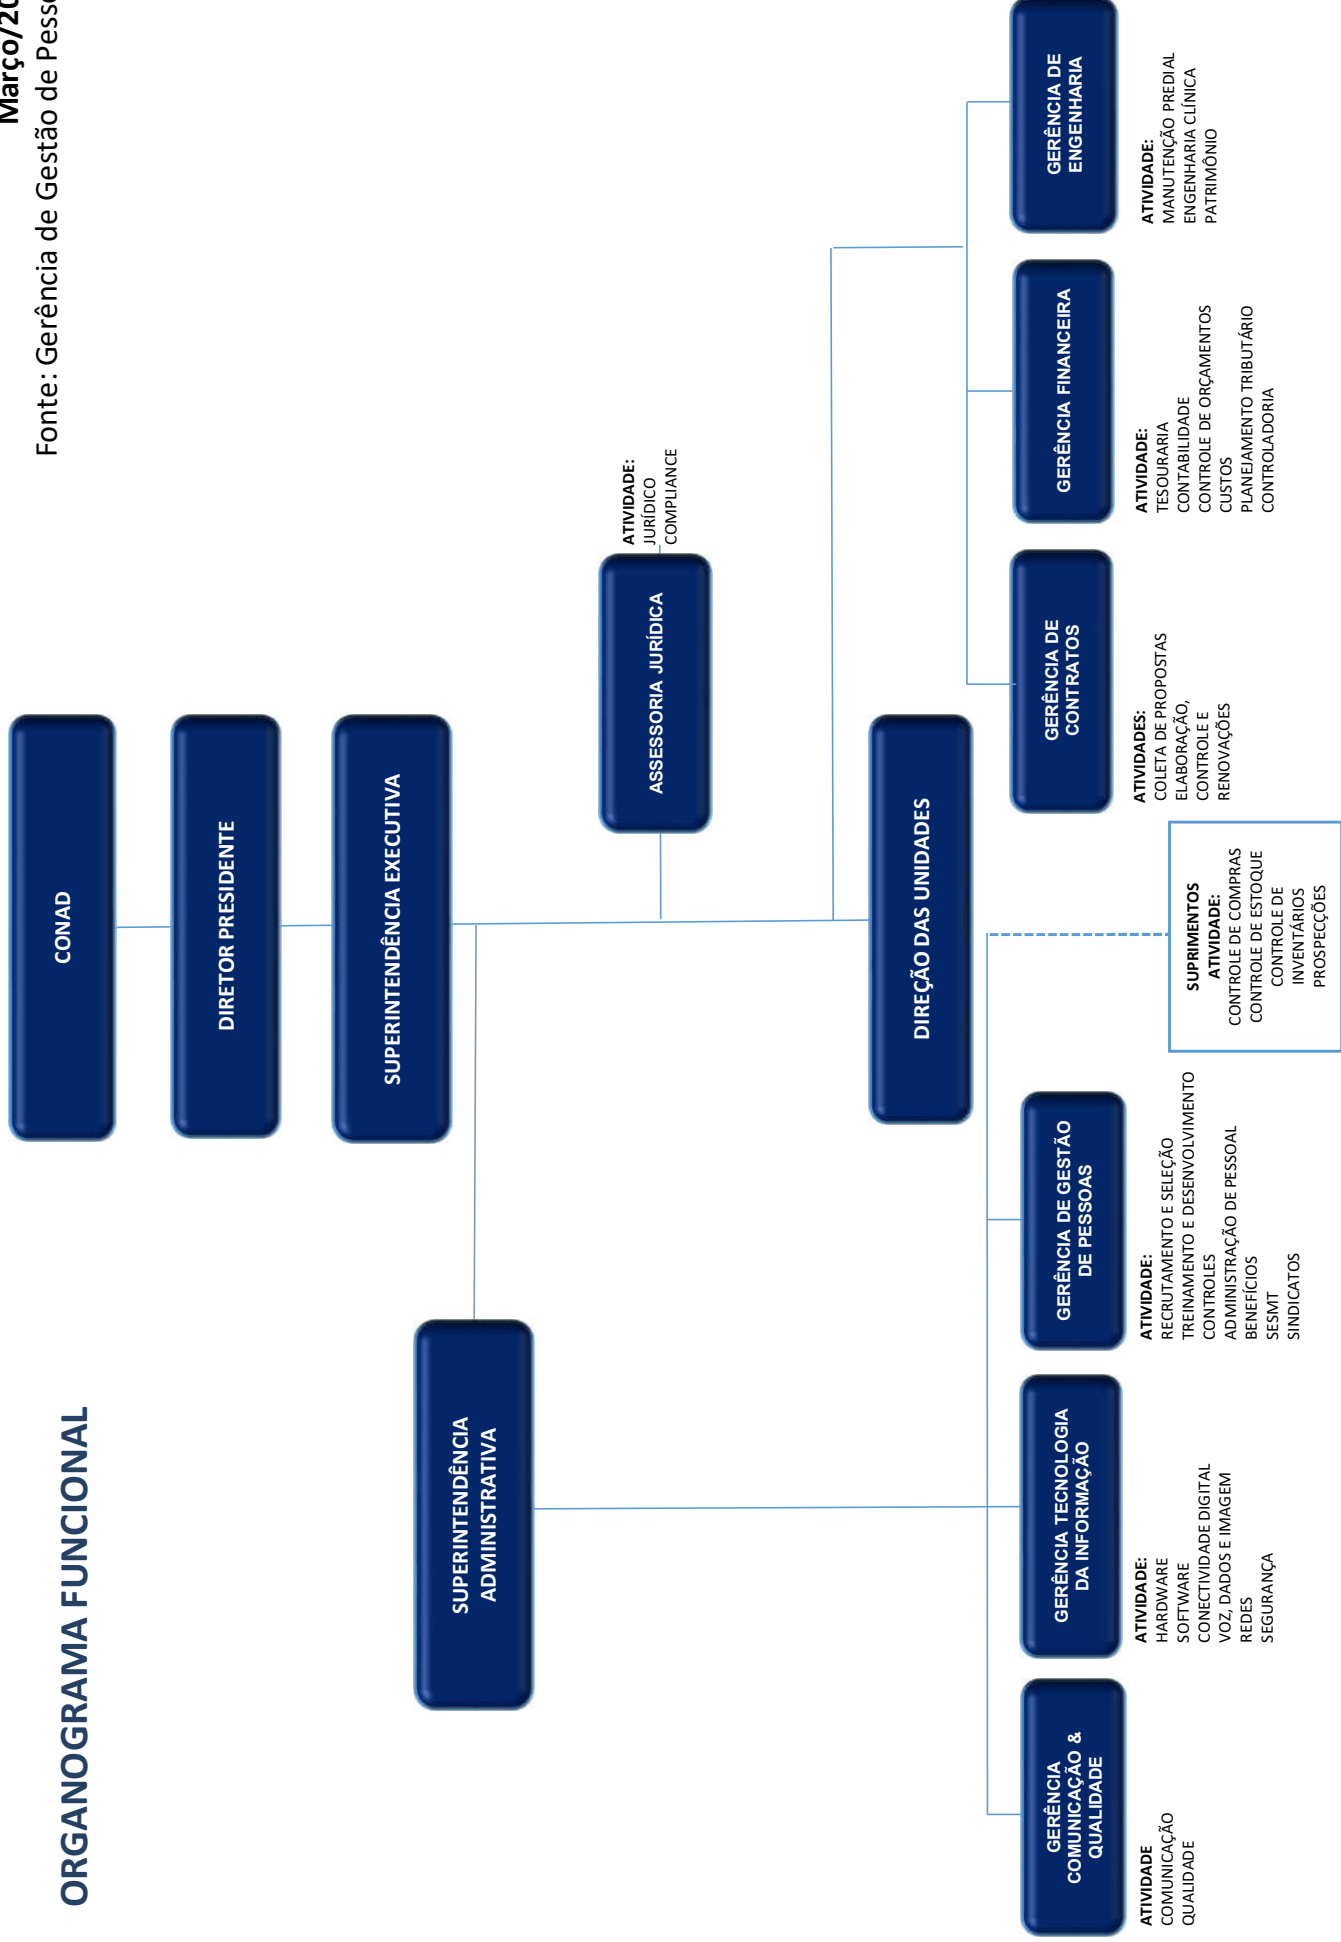 ORGANOGRAMA FUNCIONAL
Fonte: Gerência de Gestão de
CONAD
DIRETOR PRESIDENTE
SUPERINTENDÊNCIA EXECUTIVA
SUPERINTENDÊNCIA
ADMINISTRATIVA
ASSESSORIA JURÍDICA
ATIVIDADE:
JURÍDICO
COMPLIANCE
DIREÇÃO DAS UNIDADES
GERÊNCIA
COMUNICAÇÃO &
QUALIDADE
ATIVIDADE
COMUNICAÇÃO
QUALIDADE
GERÊNCIA TECNOLOGIA
DA INFORMAÇÃO
ATIVIDADE:
HARDWARE
SOFTWARE
CONECTIVIDADE DIGITAL
VOZ, DADOS E IMAGEM
REDES
SEGURANÇA
GERÊNCIA DE GESTÃO
DE PESSOAS
ATIVIDADE:
RECRUTAMENTO E SELEÇÃO
TREINAMENTO E DESENVOLVIMENTO
CONTROLES
ADMINISTRAÇÃO DE PESSOAL
BENEFÍCIOS
SESMT
SINDICATOS
SUPRIMENTOS
ATIVIDADE:
CONTROLE DE COMPRAS
CONTROLE DE ESTOQUE
CONTROLE DE
INVENTÁRIOS
PROSPECÇÕES
GERÊNCIA DE
CONTRATOS
ATIVIDADES:
COLETA DE PROPOSTAS
ELABORAÇÃO,
CONTROLE E
RENOVAÇÕES
GERÊNCIA FINANCEIRA
ATIVIDADE:
TESOURARIA
CONTABILIDADE
CONTROLE DE ORÇAMENTOS
CUSTOS
PLANEJAMENTO TRIBUTÁRIO
CONTROLADORIA
GERÊNCIA DE
ENGENHARIA
ATIVIDADE:
MANUTENÇÃO PREDIAL
ENGENHARIA CLÍNICA
PATRIMÔNIO